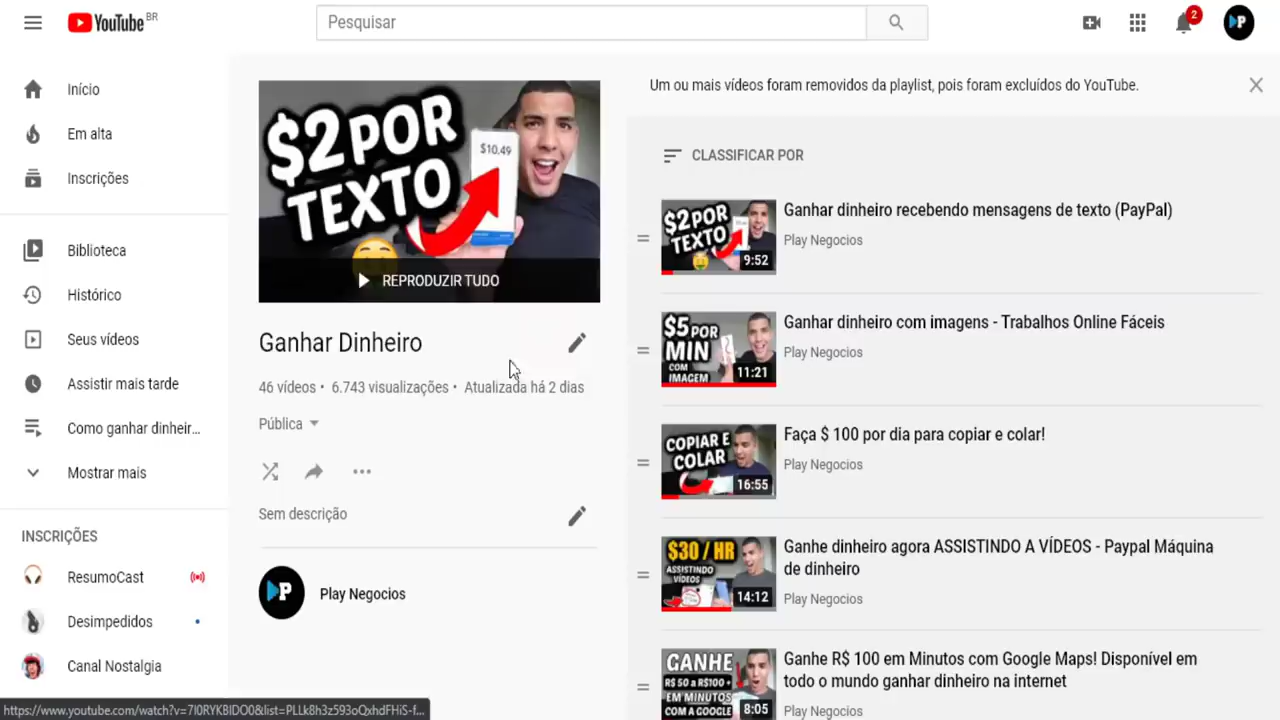 YouTube BR
Pesquisar
2
P
Início
Em alta
Inscrições
Biblioteca
Histórico
Seus vídeos
Assistir mais tarde
Como ganhar dinheir...
Mostrar mais
INSCRIÇÕES
ResumoCast
Desimpedidos
Canal Nostalgia
$2 POR
TEXTO
$10.49
REPRODUZIR TUDO
Ganhar Dinheiro
46 vídeos • 6.743 visualizações • Atualizada há 2 dias
Pública
Sem descrição
P
Play Negocios
Um ou mais vídeos foram removidos da playlist, pois foram excluídos do YouTube.
CLASSIFICAR POR
$2 POR
TEXTO
9:52
Ganhar dinheiro recebendo mensagens de texto (PayPal)
Play Negocios
$5 POR
MIN
COM
IMAGEM
11:21
Ganhar dinheiro com imagens - Trabalhos Online Fáceis
Play Negocios
COPIAR E
COLAR
16:55
Faça $ 100 por dia para copiar e colar!
Play Negocios
$30 / HR
ASSISTINDO
VÍDEOS
14:12
Ganhe dinheiro agora ASSISTINDO A VÍDEOS - Paypal Máquina
de dinheiro
Play Negocios
GANHE
R$ 50 a R$100+
EM MINUTOS
COM A GOOGLE
8:05
Ganhe R$ 100 em Minutos com Google Maps! Disponível em
todo o mundo ganhar dinheiro na internet
Play Negocios
https://www.youtube.com/watch?v=7I0RYKBIDO0&list=PLLk8h3z593oQxhdFHiS-f...